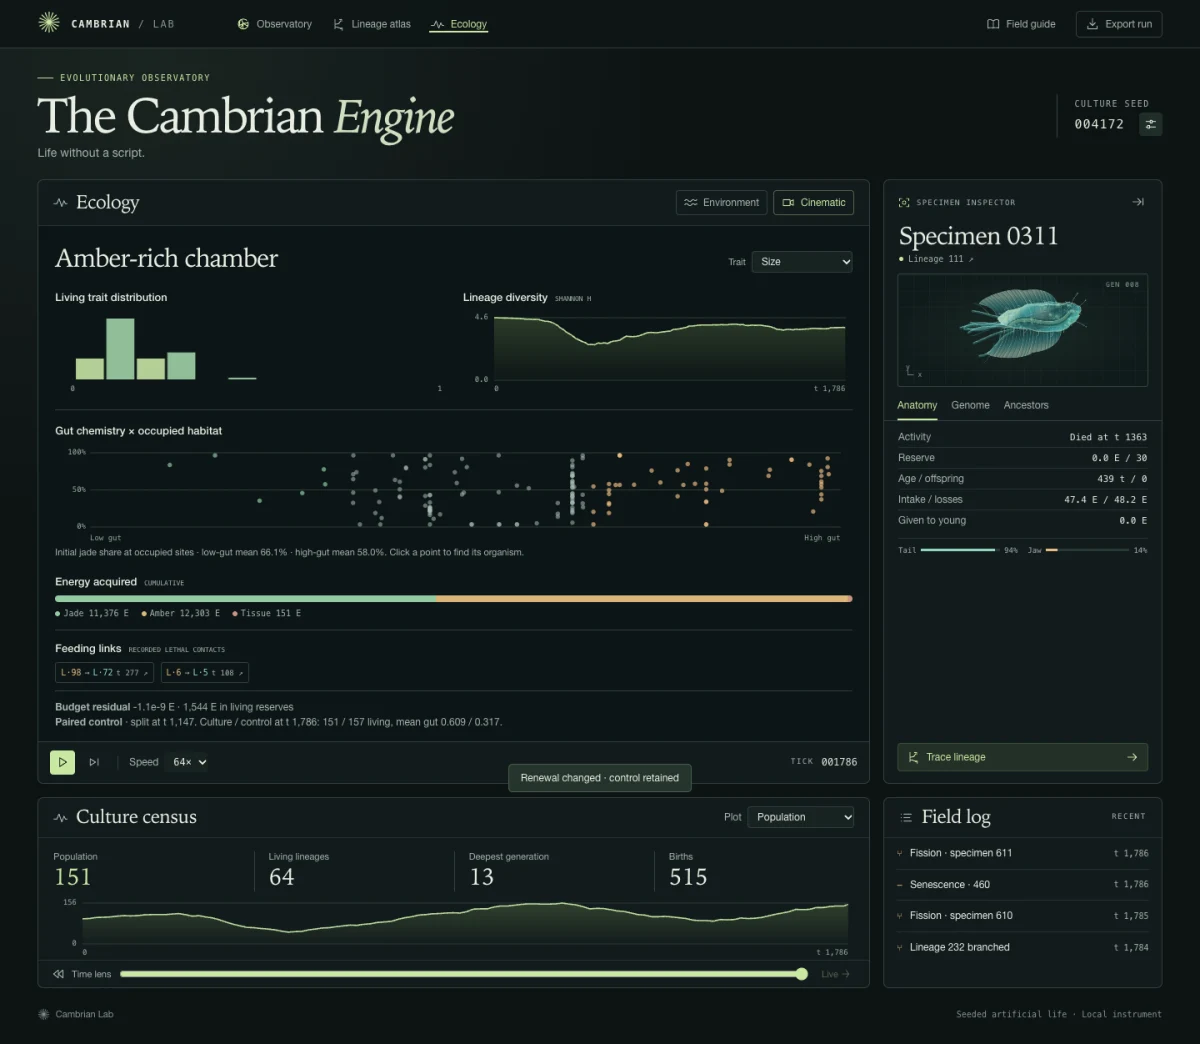 CAMBRIAN / LAB
Observatory
Lineage atlas
Ecology
Field guide
Export run
EVOLUTIONARY OBSERVATORY
The Cambrian Engine
Life without a script.
CULTURE SEED
004172
Ecology
Environment
Cinematic
Amber-rich chamber
Trait
Size
Living trait distribution
0
1
Lineage diversity SHANNON H
4.6
0.0
0
t 1,786
Gut chemistry × occupied habitat
100%
50%
0%
Low gut
High gut
Initial jade share at occupied sites · low-gut mean 66.1% · high-gut mean 58.0%. Click a point to find its organism.
Energy acquired CUMULATIVE
Jade 11,376 E
Amber 12,303 E
Tissue 151 E
Feeding links RECORDED LETHAL CONTACTS
L·98 → L·72 t 277 ↗
L·6 → L·5 t 108 ↗
Budget residual -1.1e-9 E · 1,544 E in living reserves
Paired control · split at t 1,147. Culture / control at t 1,786: 151 / 157 living, mean gut 0.609 / 0.317.
Speed
64×
TICK 001786
Renewal changed · control retained
SPECIMEN INSPECTOR
Specimen 0311
Lineage 111 ↗
GEN 008
Y
X
Anatomy
Genome
Ancestors
Activity Died at t 1363
Reserve 0.0 E / 30
Age / offspring 439 t / 0
Intake / losses 47.4 E / 48.2 E
Given to young 0.0 E
Tail 94%
Jaw 14%
Trace lineage
Culture census
Plot
Population
Population
151
Living lineages
64
Deepest generation
13
Births
515
156
0
0
t 1,786
Time lens
Live →
Field log
RECENT
Fission · specimen 611 t 1,786
Senescence · 460 t 1,786
Fission · specimen 610 t 1,785
Lineage 232 branched t 1,784
Cambrian Lab
Seeded artificial life · Local instrument